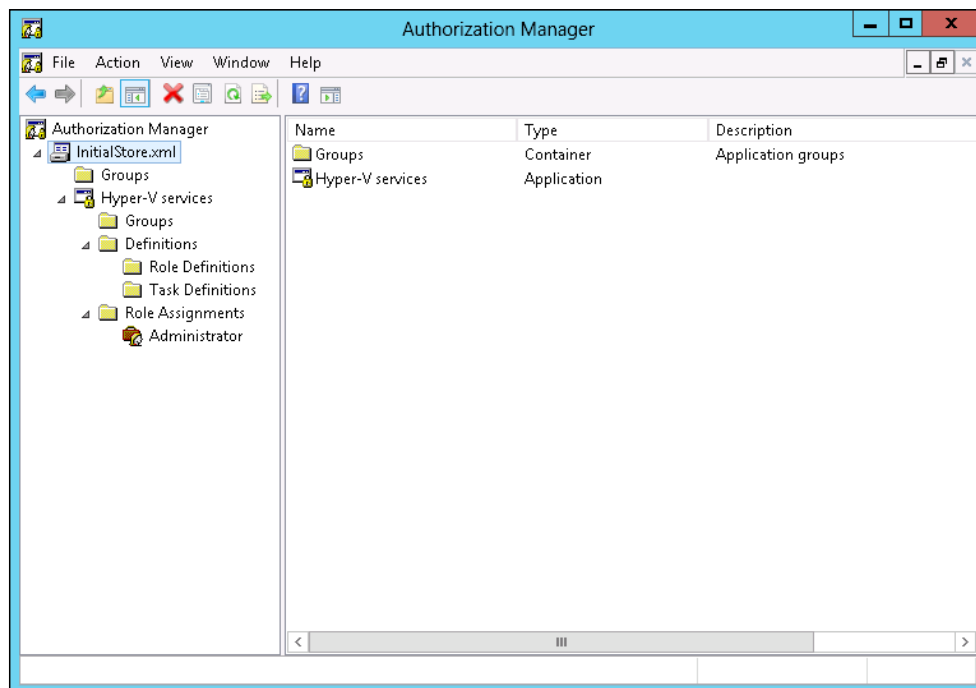 Authorization Manager
File Action View Window Help
Authorization Manager
InitialStore.xml
Groups
Hyper-V services
Groups
Definitions
Role Definitions
Task Definitions
Role Assignments
Administrator
Name Type Description
Groups Container Application groups
Hyper-V services Application